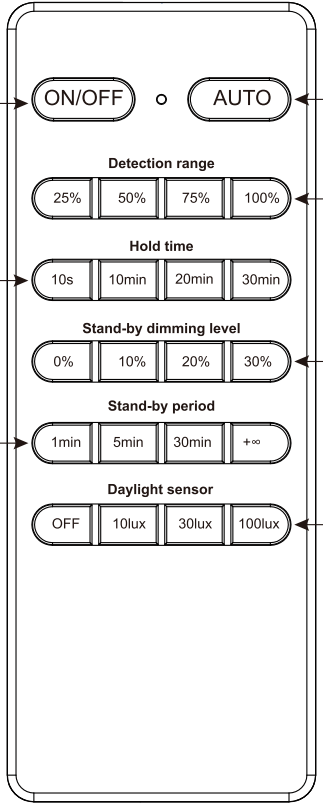 ON/OFF AUTO
Detection range
25% 50% 75% 100%
Hold time
10s 10min 20min 30min
Stand-by dimming level
0% 10% 20% 30%
Stand-by period
1min 5min 30min +∞
Daylight sensor
OFF 10lux 30lux 100lux